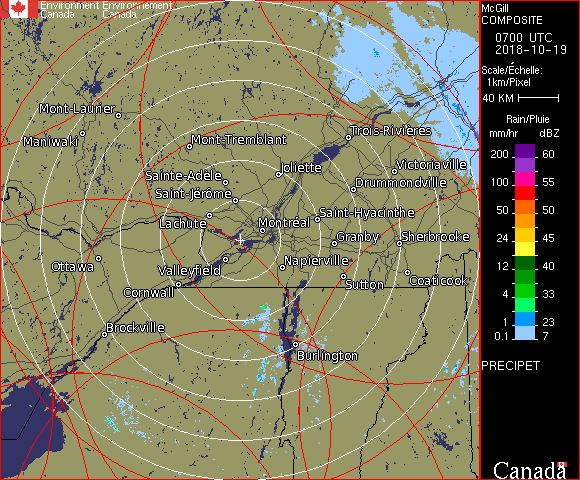 Environment Environnement
Canada Canada
McGill
COMPOSITE
0700 UTC
2018-10-19
Scale/Échelle:
1km/Pixel
40 KM
Rain/Pluie
mm/hr dBZ
200 60
100 55
50 50
24 45
12 40
4 33
1 23
0.1 7
PRECIPET
Mont-Laurier
Maniwaki
Mont-Tremblant
Trois-Rivières
Sainte-Adèle
Joliette
Victoriaville
Saint-Jérôme
Drummondville
Lachute
Montréal
Saint-Hyacinthe
Granby
Sherbrooke
Ottawa
Valleyfield
Napierville
Cornwall
Sutton
Coaticook
Brockville
Burlington
Canada